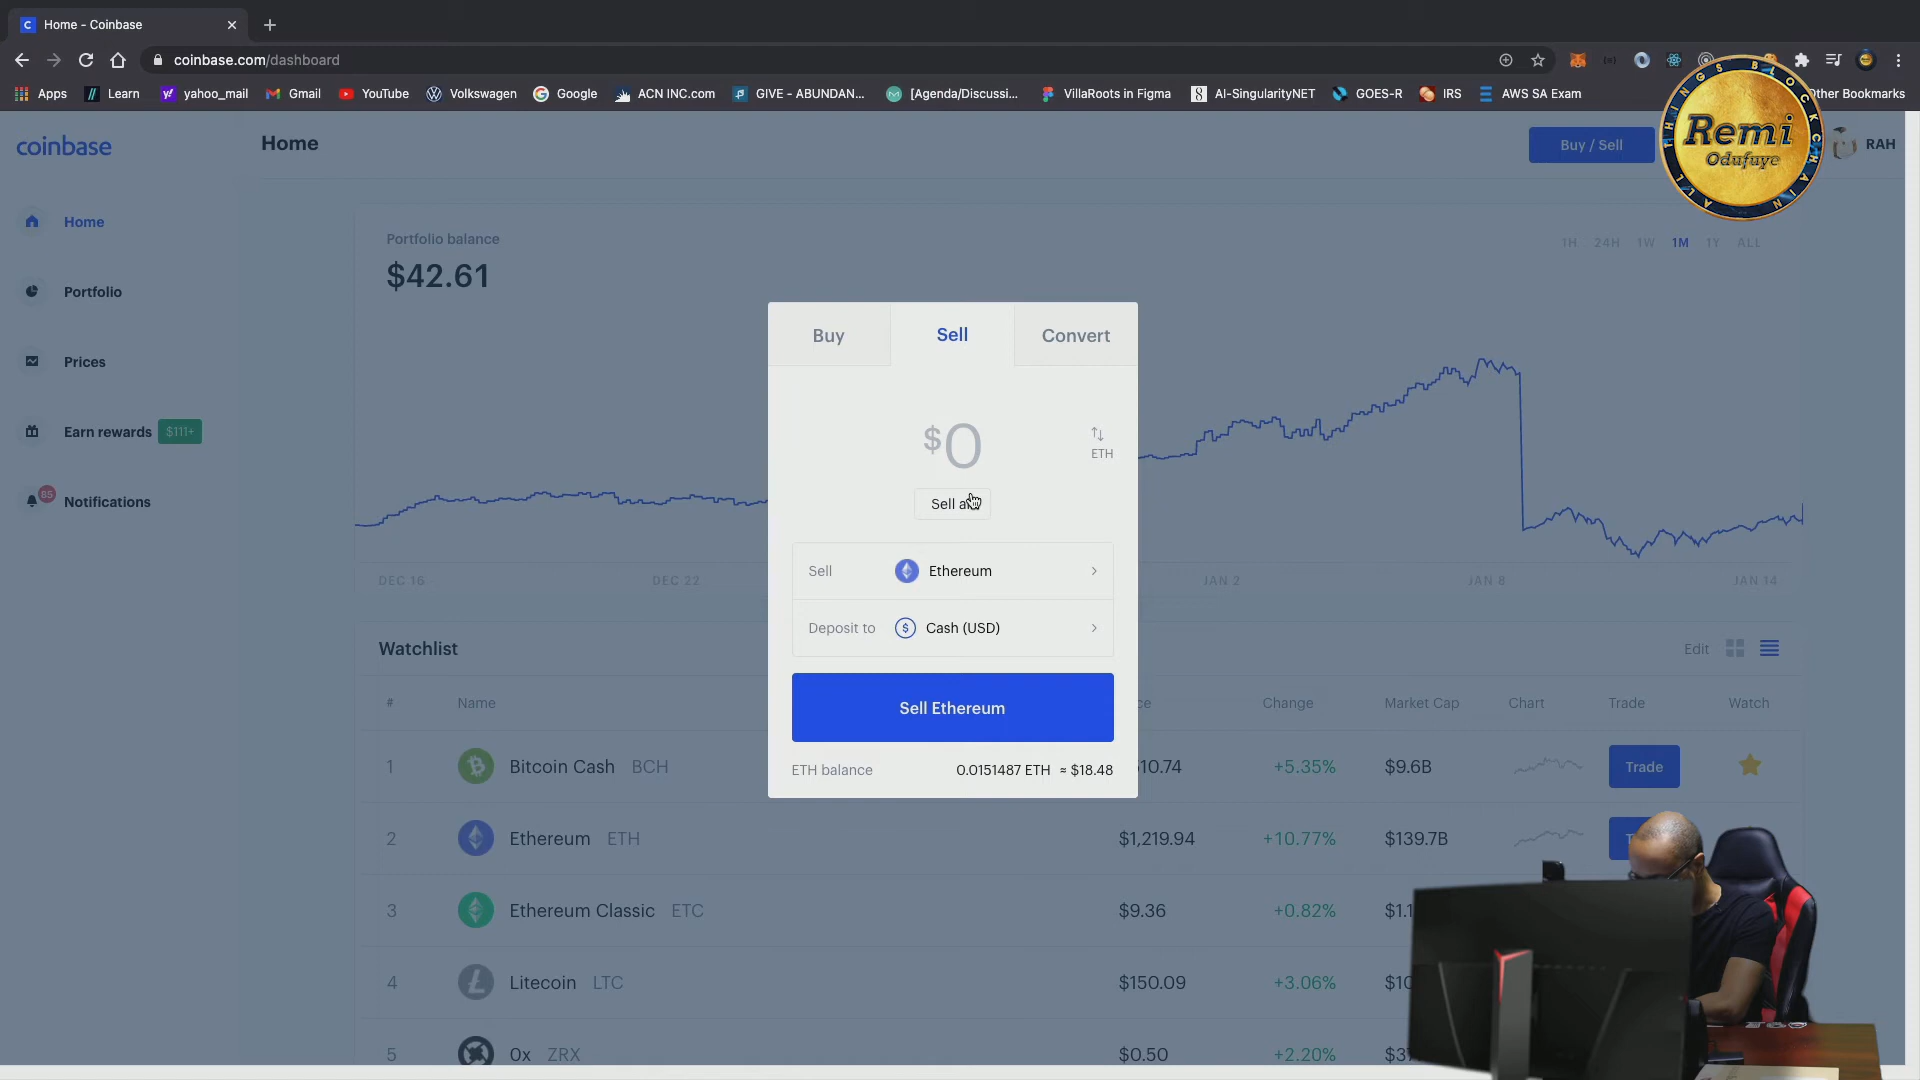 Home - Coinbase
coinbase.com/dashboard
Apps
Learn
yahoo_mail
Gmail
YouTube
Volkswagen
Google
ACN INC.com
GIVE - ABUNDAN...
[Agenda/Discussi...
VillaRoots in Figma
AI-SingularityNET
GOES-R
IRS
AWS SA Exam
Other Bookmarks
coinbase
Home
Buy / Sell
RAH
ALL THINGS BLOCKCHAIN
Remi
Odufuye
Home
Portfolio
Prices
Earn rewards $111+
85
Notifications
Portfolio balance
$42.61
1H 24H 1W 1M 1Y ALL
Buy Sell Convert
$0
ETH
Sell
Sell Ethereum
Deposit to Cash (USD)
Sell Ethereum
ETH balance 0.0151487 ETH ≈ $18.48
DEC 16 DEC 22 JAN 2 JAN 8 JAN 14
Watchlist Edit
# Name Change Market Cap Chart Trade Watch
1 Bitcoin Cash BCH +5.35% $9.6B Trade
2 Ethereum ETH $1,219.94 +10.77% $139.7B
3 Ethereum Classic ETC $9.36 +0.82%
4 Litecoin LTC $150.09 +3.06%
5 0x ZRX $0.50 +2.20%